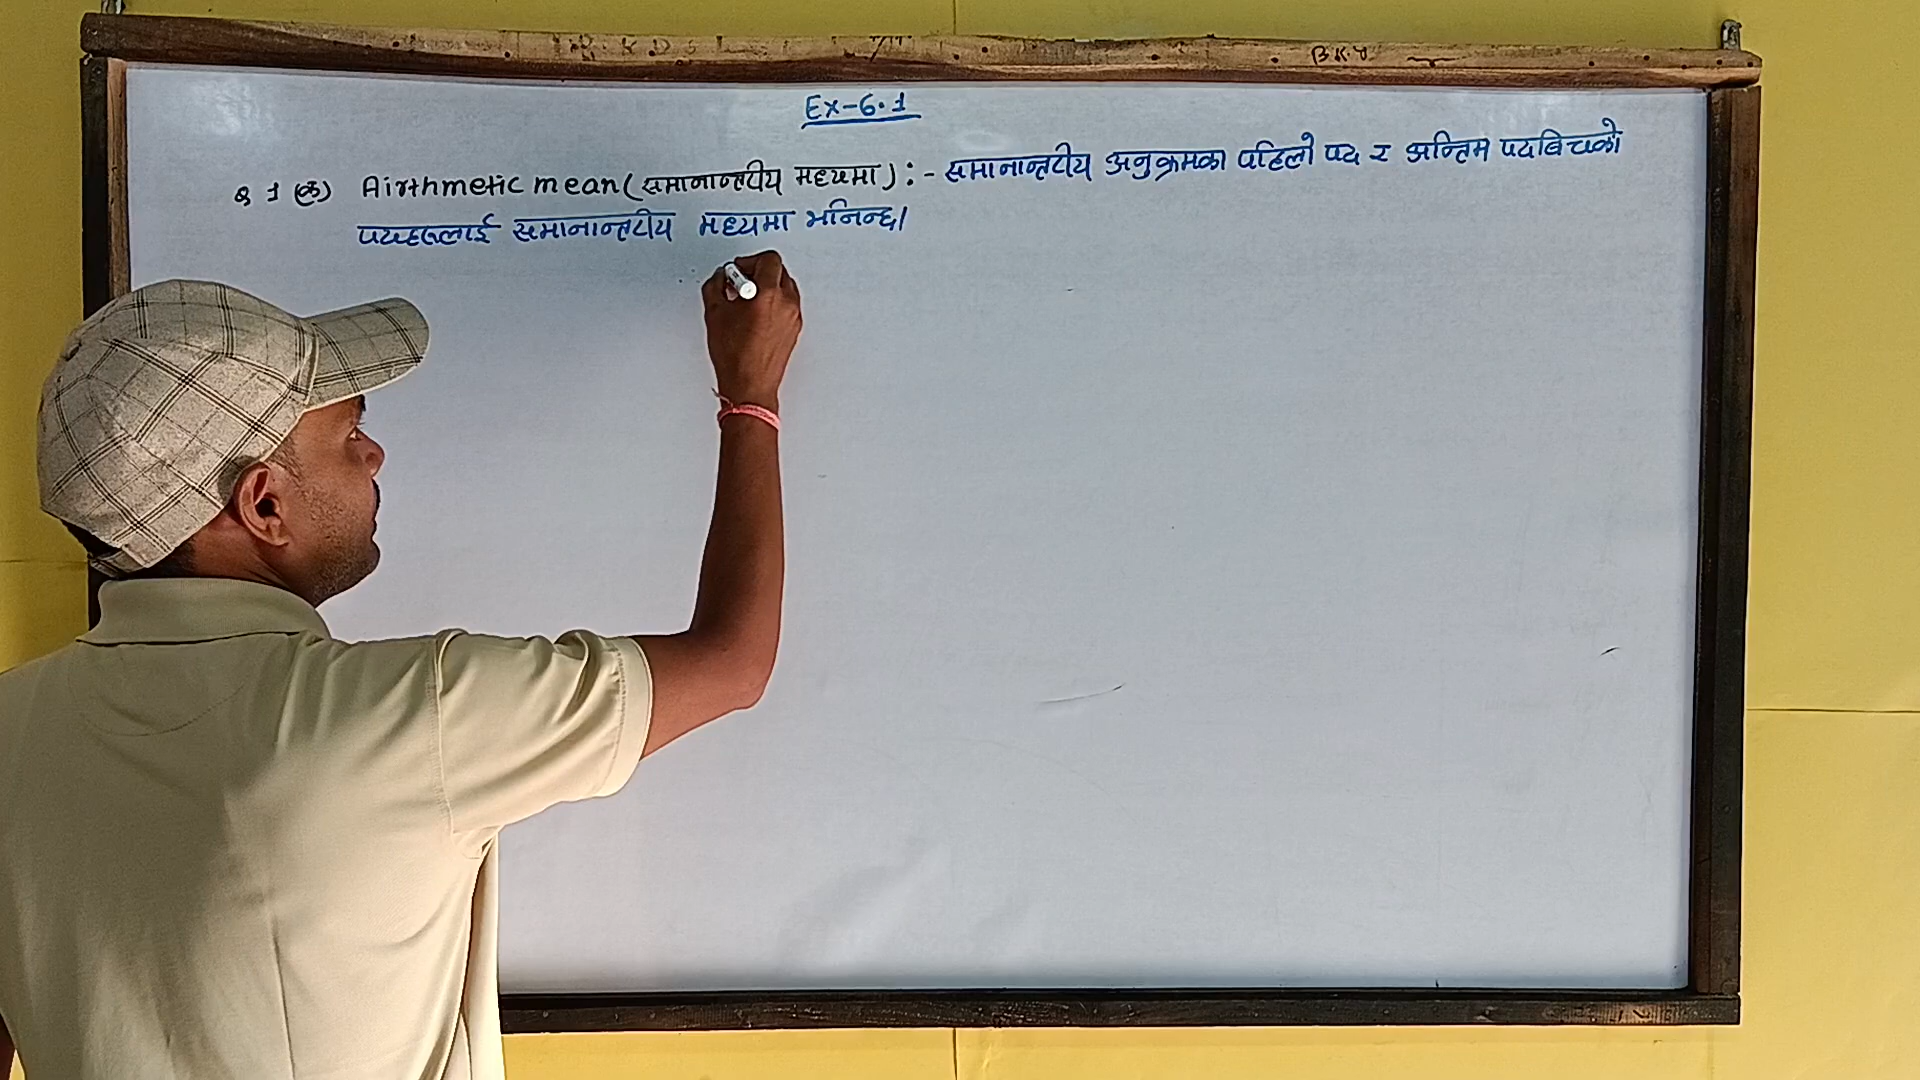 Ex-6.1
Q 1 (क) Airthmetic mean (समानान्तरीय मध्यमा) :- समानान्तरीय अनुक्रमका पहिलो पद र अन्तिम पदबिचको
पदहरूलाई समानान्तरीय मध्यमा भनिन्छ।
B.K.Y